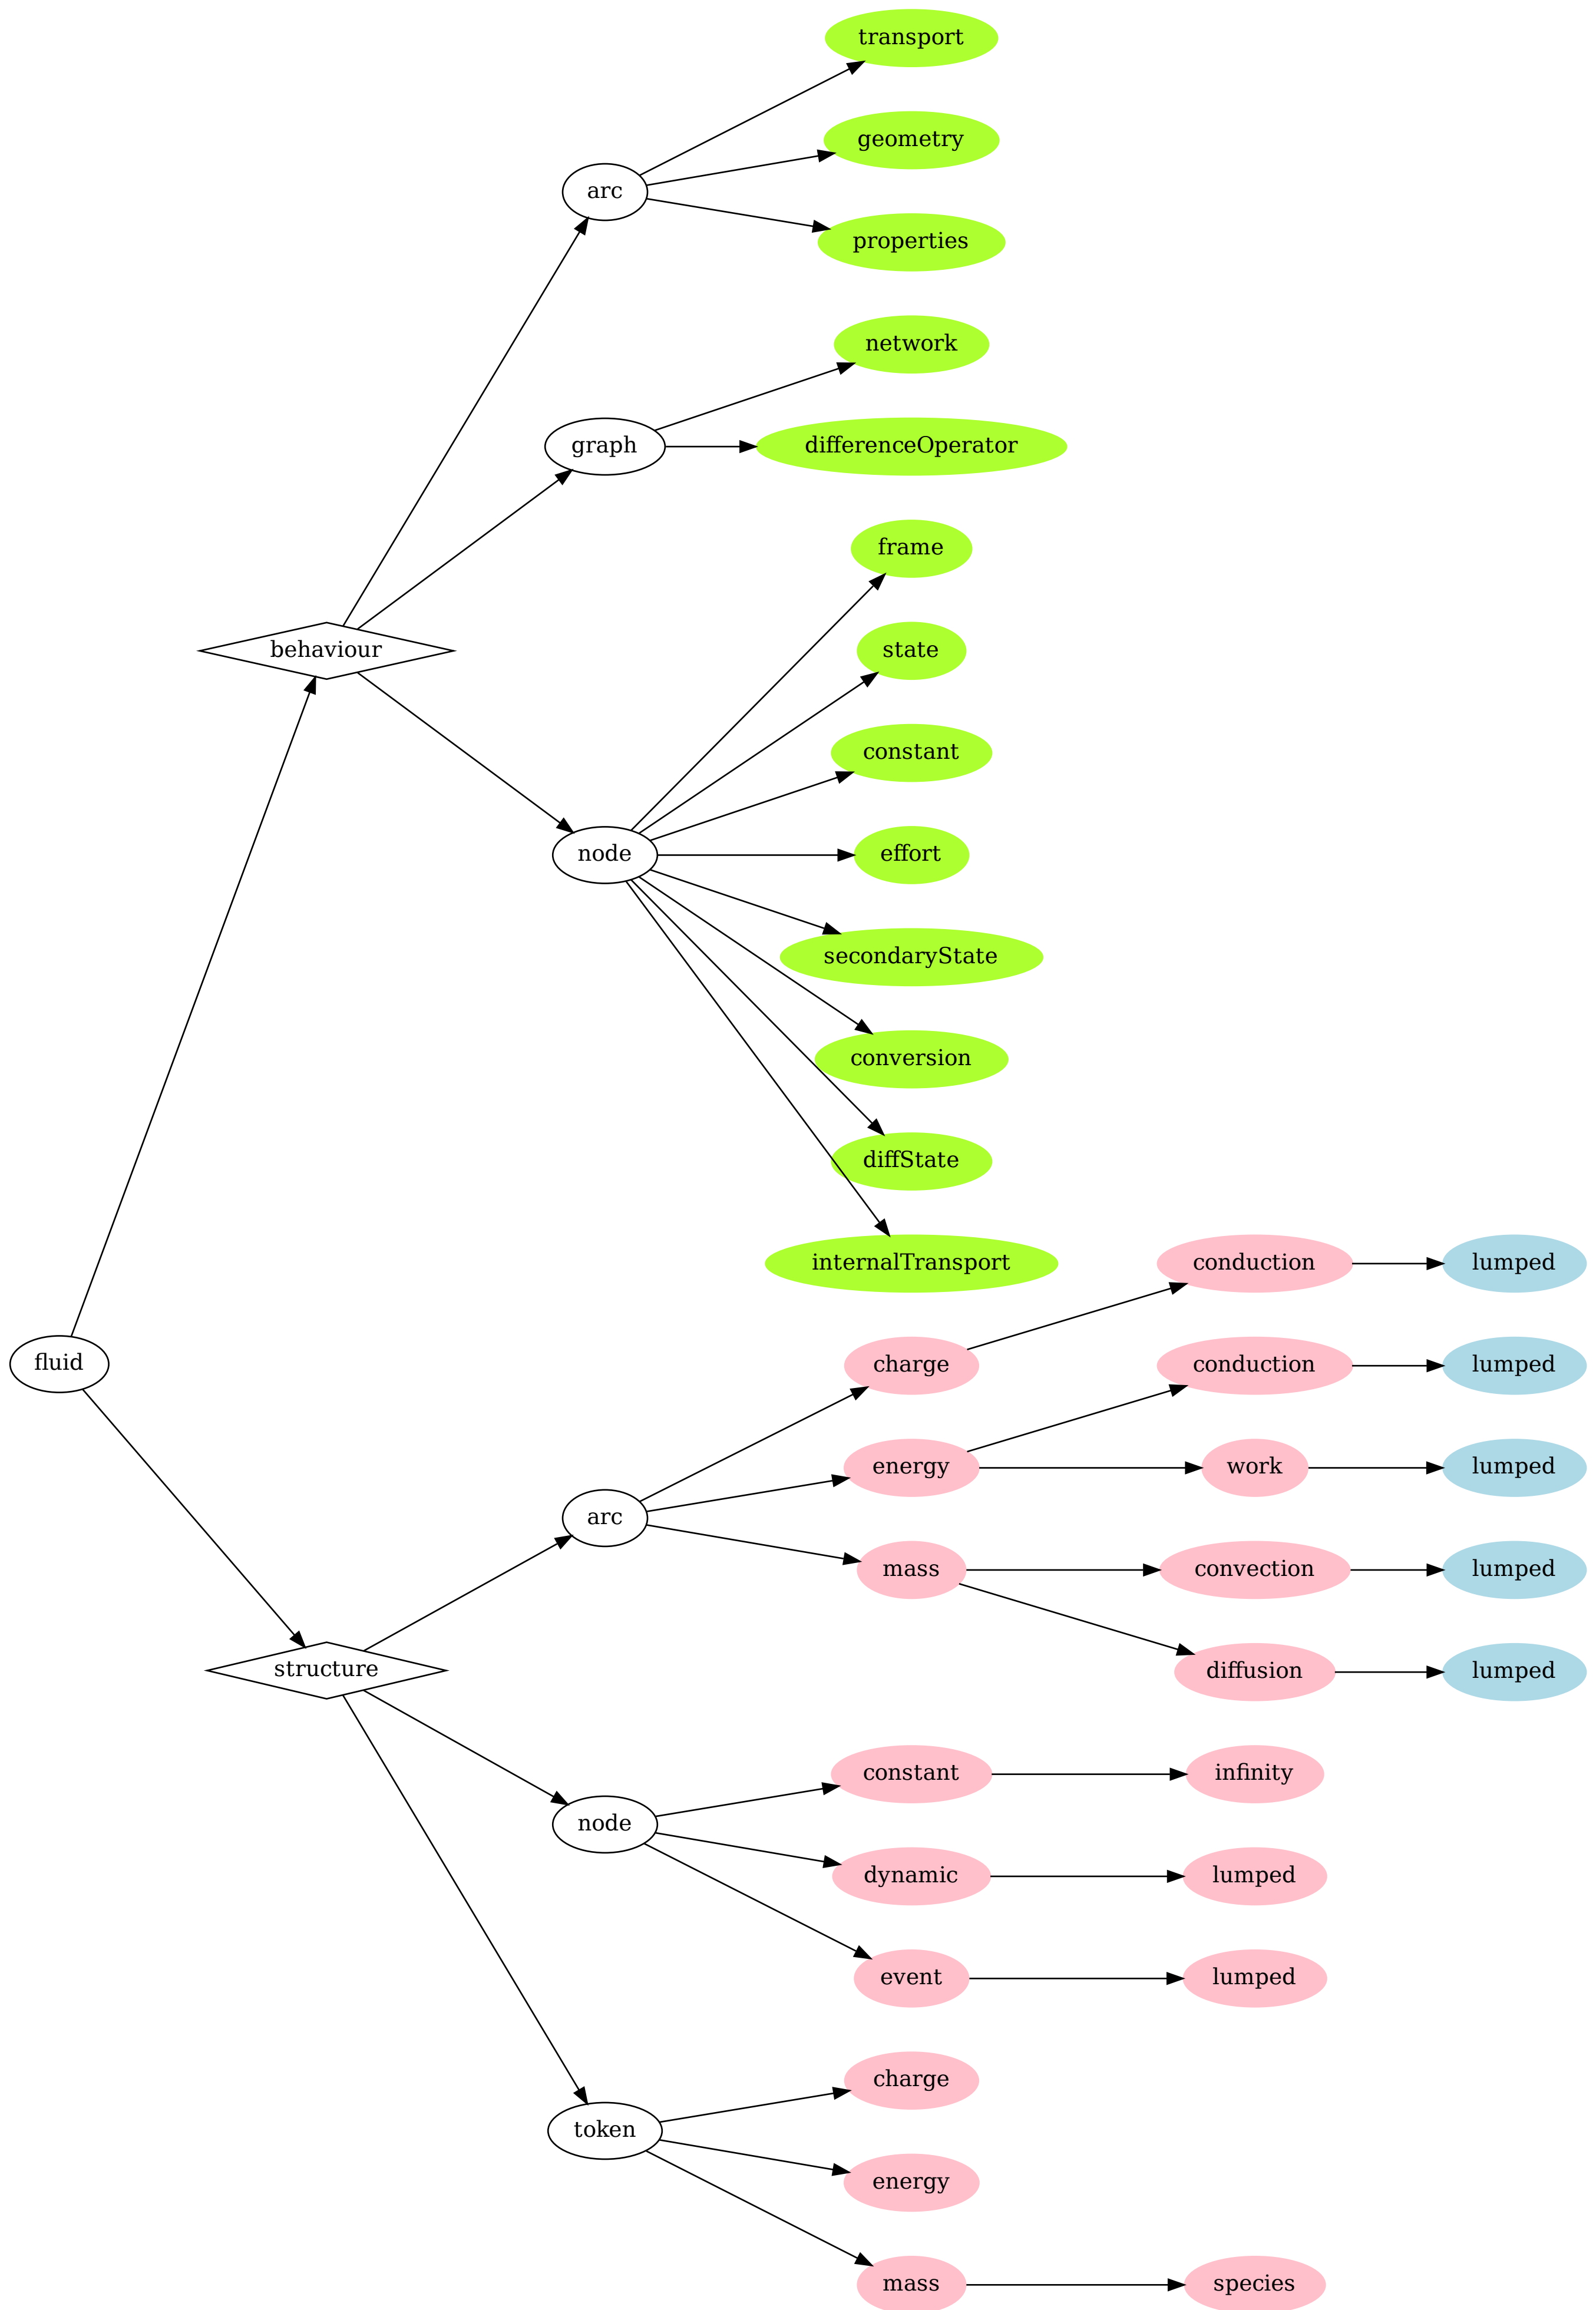 transport
geometry
arc
properties
network
graph
differenceOperator
frame
behaviour
state
constant
node
effort
secondaryState
conversion
diffState
internalTransport
conduction
lumped
fluid
charge
conduction
lumped
energy
work
lumped
arc
mass
convection
lumped
structure
diffusion
lumped
constant
infinity
node
dynamic
lumped
event
lumped
charge
token
energy
mass
species